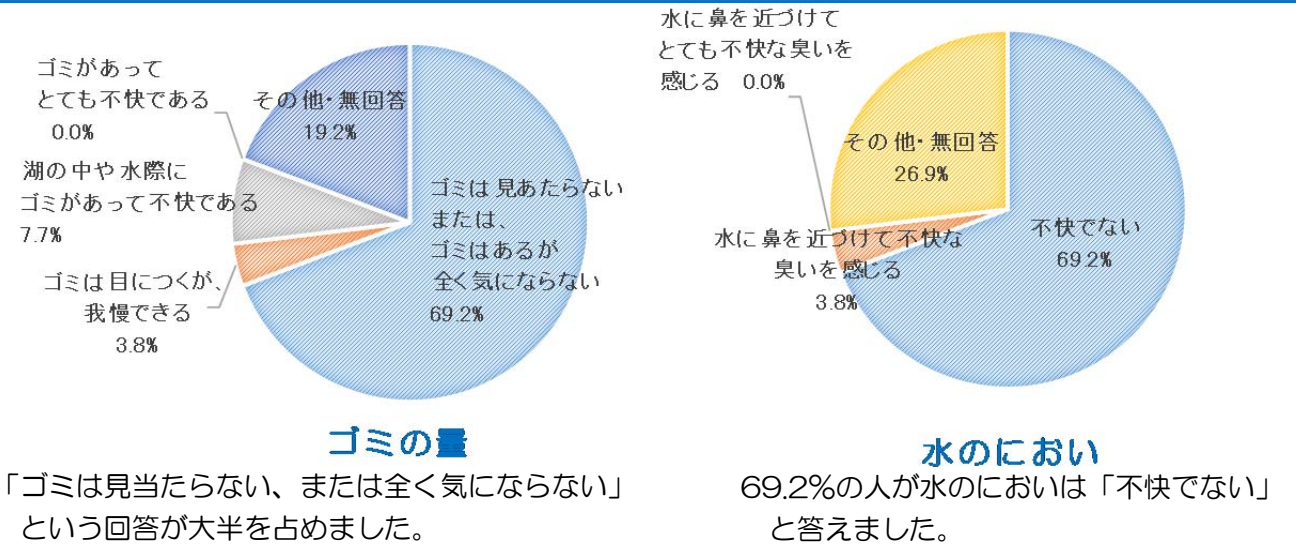 ゴミがあって
とても不快である
0.0%
湖の中や水際に
ゴミがあって不快である
7.7%
ゴミは目につくが、
我慢できる
3.8%
その他・無回答
19.2%
ゴミは見あたらない
または、
ゴミはあるが
全く気にならない
69.2%
ゴミの量
「ゴミは見当たらない、または全く気にならない」
という回答が大半を占めました。
水に鼻を近づけて
とても不快な臭いを
感じる 0.0%
その他・無回答
26.9%
水に鼻を近づけて不快な
臭いを感じる
3.8%
不快でない
69.2%
水のにおい
69.2%の人が水のにおいは「不快でない」
と答えました。